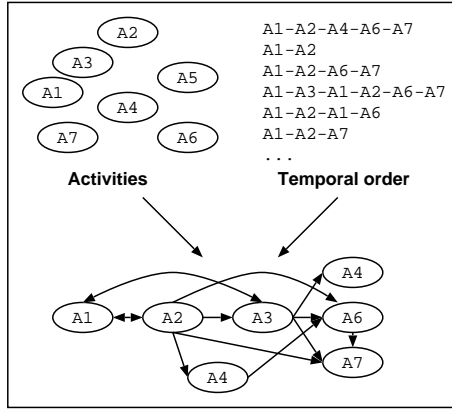 A2
A3
A5
A1
A4
A7
A6
Activities
A1-A2-A4-A6-A7
A1-A2
A1-A2-A6-A7
A1-A3-A1-A2-A6-A7
A1-A2-A1-A6
A1-A2-A7
...
Temporal order
A4
A1
A2
A3
A6
A7
A4